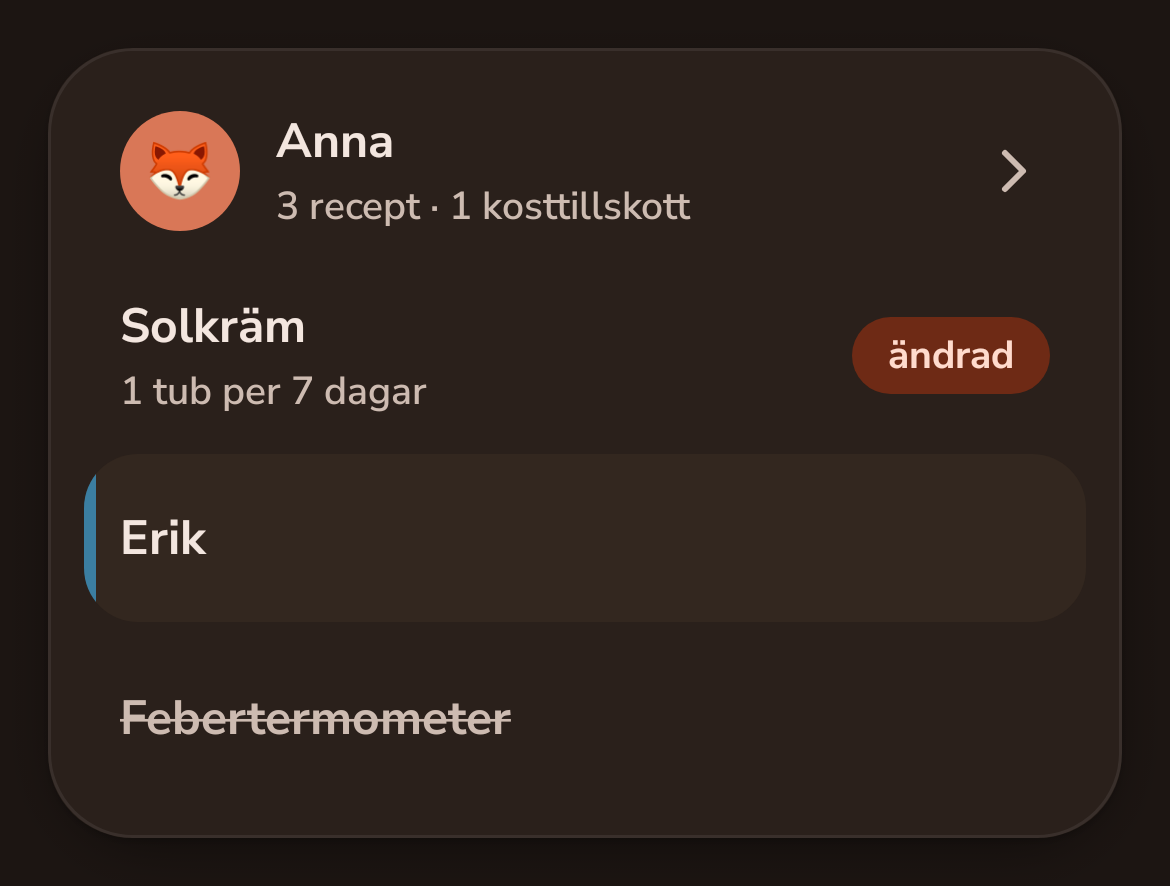 Anna
3 recept · 1 kosttillskott
Solkräm
1 tub per 7 dagar
ändrad
Erik
Febertermometer